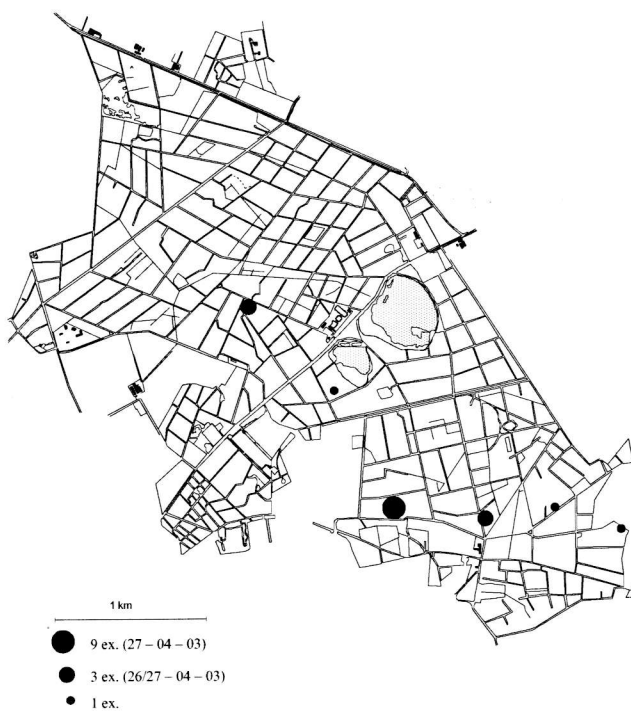 1 km
9 ex. (27 – 04 – 03)
3 ex. (26/27 – 04 – 03)
1 ex.